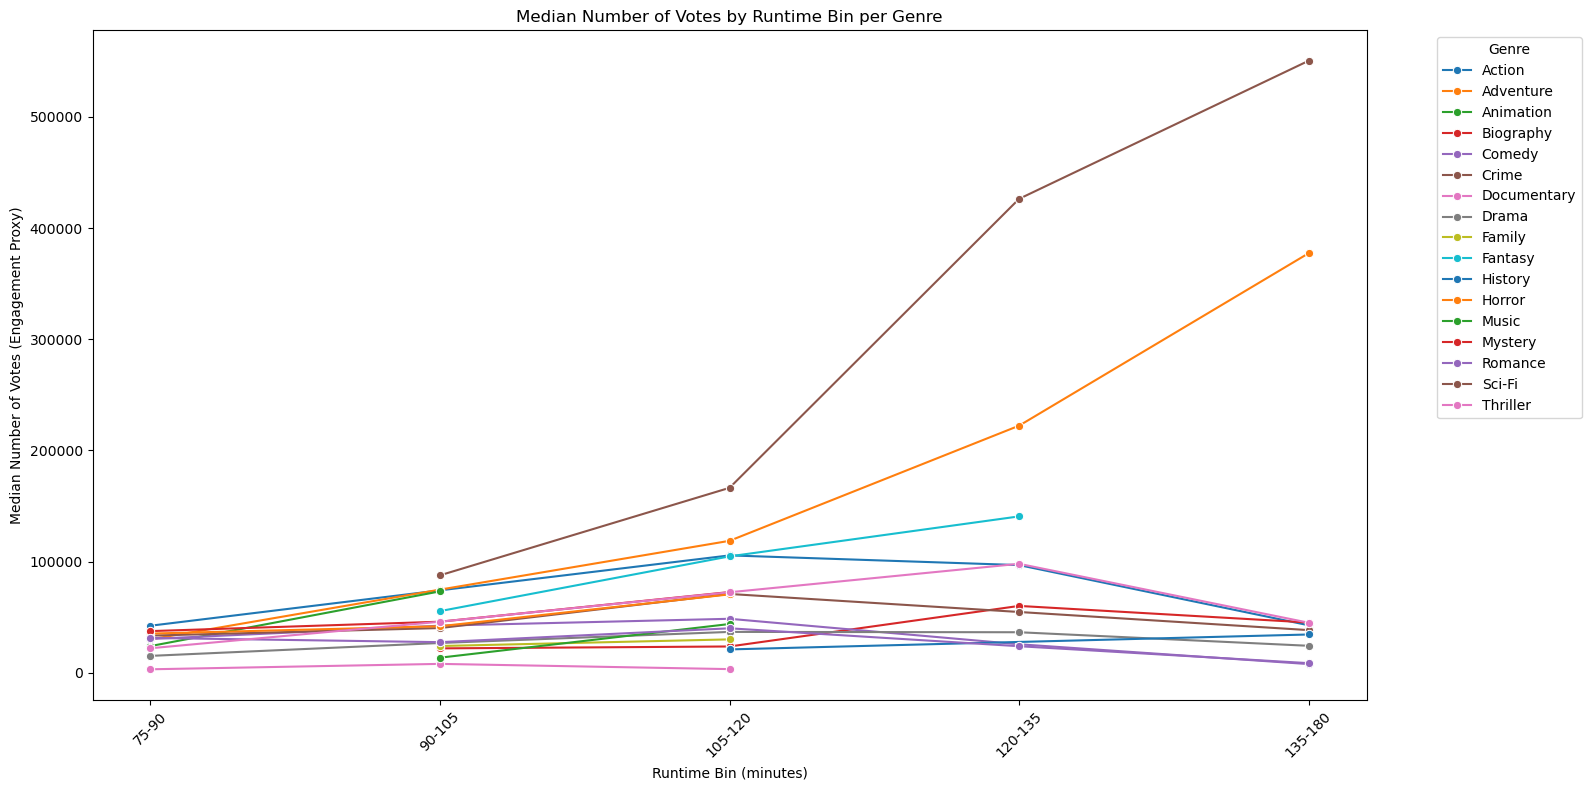 Median Number of Votes by Runtime Bin per Genre
Median Number of Votes (Engagement Proxy)
500000
400000
300000
200000
100000
0
75-90
90-105
105-120
120-135
135-180
Runtime Bin (minutes)
Genre
Action
Adventure
Animation
Biography
Comedy
Crime
Documentary
Drama
Family
Fantasy
History
Horror
Music
Mystery
Romance
Sci-Fi
Thriller